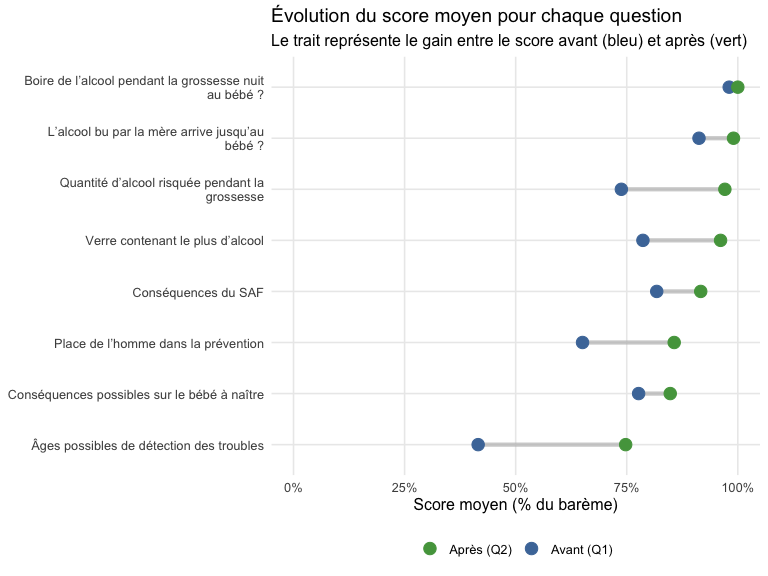 Évolution du score moyen pour chaque question
Le trait représente le gain entre le score avant (bleu) et après (vert)
Boire de l’alcool pendant la grossesse nuit
au bébé ?
L’alcool bu par la mère arrive jusqu’au
bébé ?
Quantité d’alcool risquée pendant la
grossesse
Verre contenant le plus d’alcool
Conséquences du SAF
Place de l’homme dans la prévention
Conséquences possibles sur le bébé à naître
Âges possibles de détection des troubles
0% 25% 50% 75% 100%
Score moyen (% du barème)
Après (Q2) Avant (Q1)